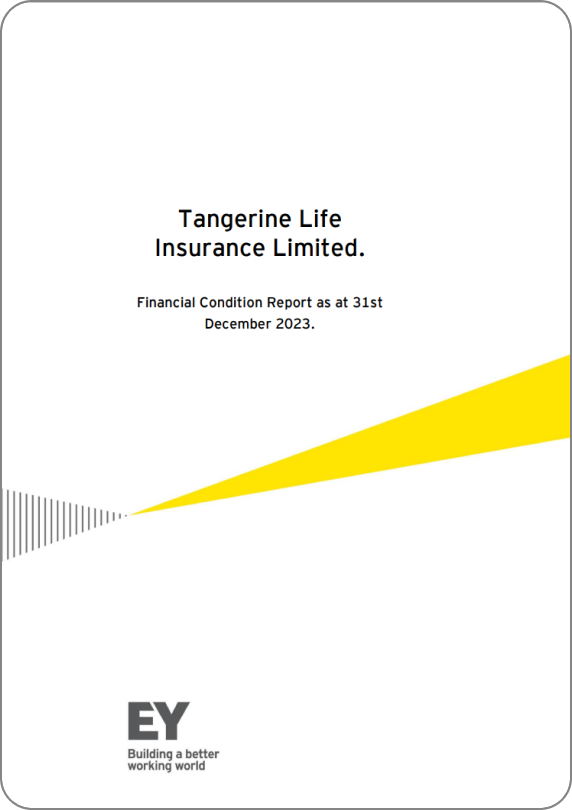 Tangerine Life
Insurance Limited.
Financial Condition Report as at 31st
December 2023.
EY
Building a better
working world